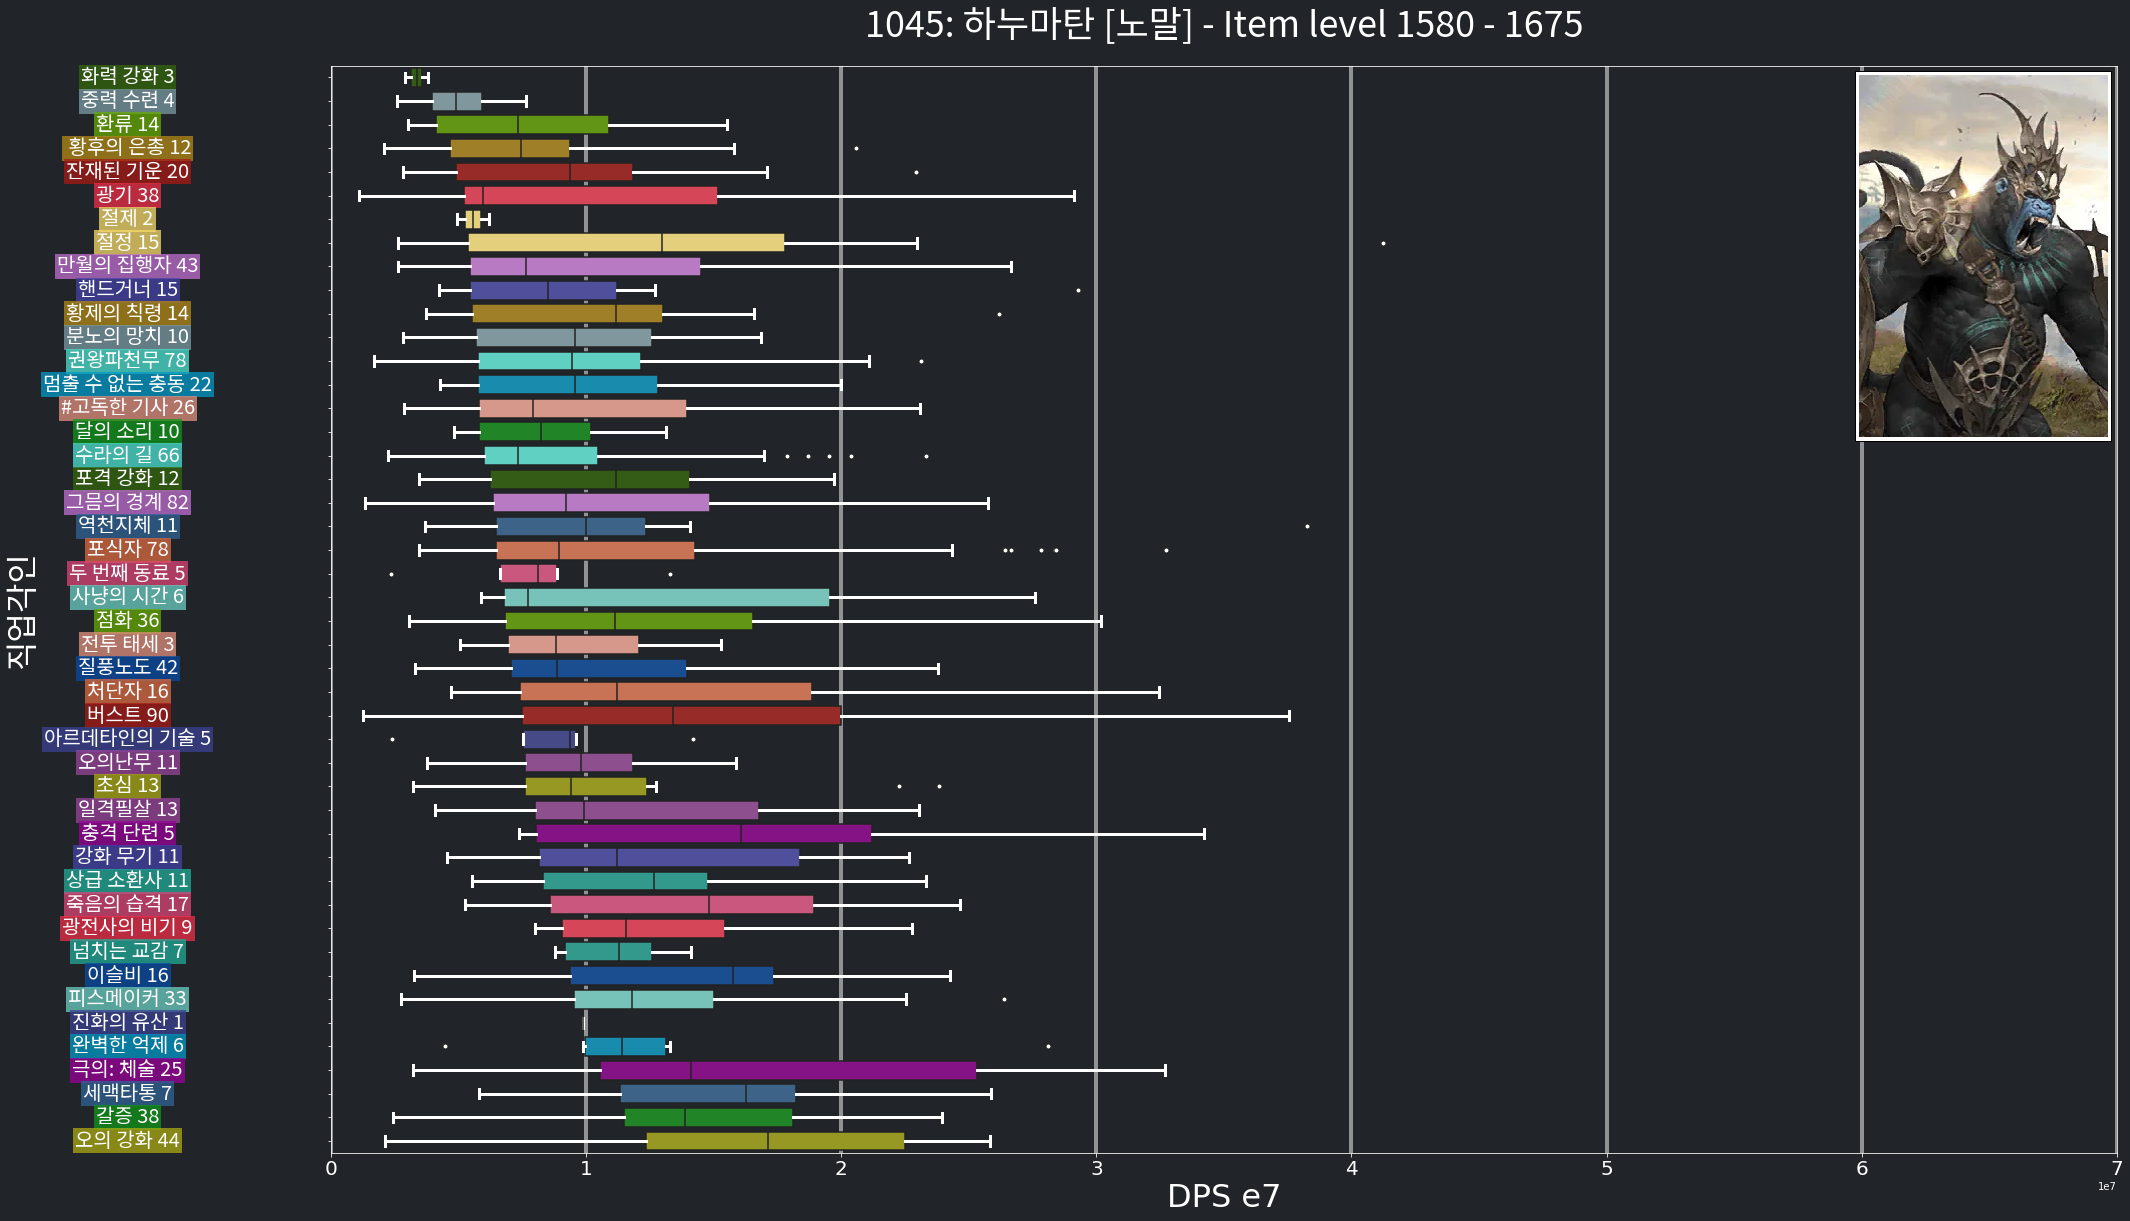 1045: 하누마탄 [노말] - Item level 1580 - 1675
화력 강화 3
중력 수련 4
환류 14
황후의 은총 12
잔재된 기운 20
광기 38
절제 2
절정 15
만월의 집행자 43
핸드거너 15
황제의 칙령 14
분노의 망치 10
권왕파천무 78
멈출 수 없는 충동 22
#고독한 기사 26
달의 소리 10
수라의 길 66
포격 강화 12
그믐의 경계 82
역천지체 11
포식자 78
두 번째 동료 5
사냥의 시간 6
점화 36
전투 태세 3
질풍노도 42
처단자 16
버스트 90
아르데타인의 기술 5
오의난무 11
초심 13
일격필살 13
충격 단련 5
강화 무기 11
상급 소환사 11
죽음의 습격 17
광전사의 비기 9
넘치는 교감 7
이슬비 16
피스메이커 33
진화의 유산 1
완벽한 억제 6
극의: 체술 25
세맥타통 7
갈증 38
오의 강화 44
직업각인
0 1 2 3 4 5 6 7
1e7
DPS e7